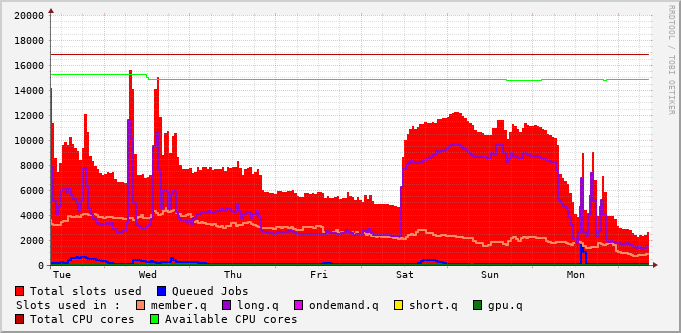 RRDTOOL / TOBI OETIKER
20000
18000
16000
14000
12000
10000
8000
6000
4000
2000
0
Tue Wed Thu Fri Sat Sun Mon
Total slots used Queued Jobs
Slots used in : member.q long.q ondemand.q short.q gpu.q
Total CPU cores Available CPU cores